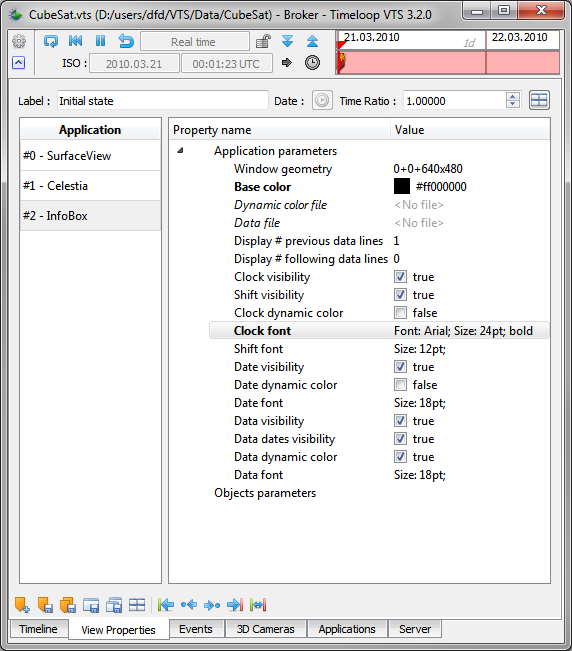 CubeSat.vts (D:/users/dfd/VTS/Data/CubeSat) - Broker - Timeloop VTS 3.2.0
Real time
21.03.2010 1d 22.03.2010
ISO : 2010.03.21 00:01:23 UTC
Label : Initial state Date : Time Ratio : 1.00000
Application
#0 - SurfaceView
#1 - Celestia
#2 - InfoBox
Property name Value
Application parameters
Window geometry 0+0+640x480
Base color #ff000000
Dynamic color file <No file>
Data file <No file>
Display # previous data lines 1
Display # following data lines 0
Clock visibility true
Shift visibility true
Clock dynamic color false
Clock font Font: Arial; Size: 24pt; bold
Shift font Size: 12pt;
Date visibility true
Date dynamic color false
Date font Size: 18pt;
Data visibility true
Data dates visibility true
Data dynamic color true
Data font Size: 18pt;
Objects parameters
Timeline View Properties Events 3D Cameras Applications Server